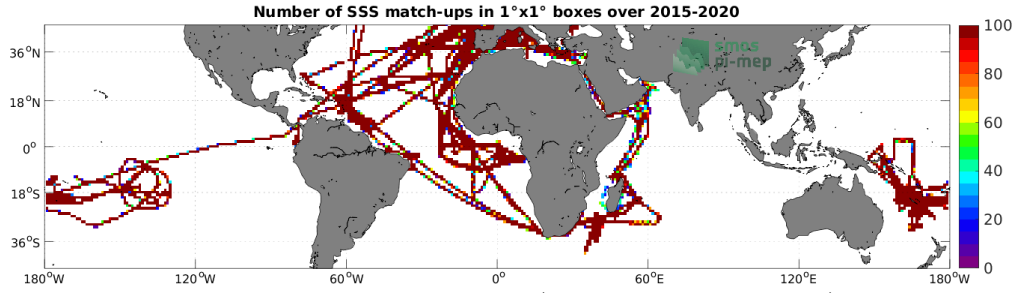 Number of SSS match-ups in 1°x1° boxes over 2015-2020
smos
pi-mep
36°N
18°N
0°
18°S
36°S
180°W
120°W
60°W
0°
60°E
120°E
180°W
100
80
60
40
20
0